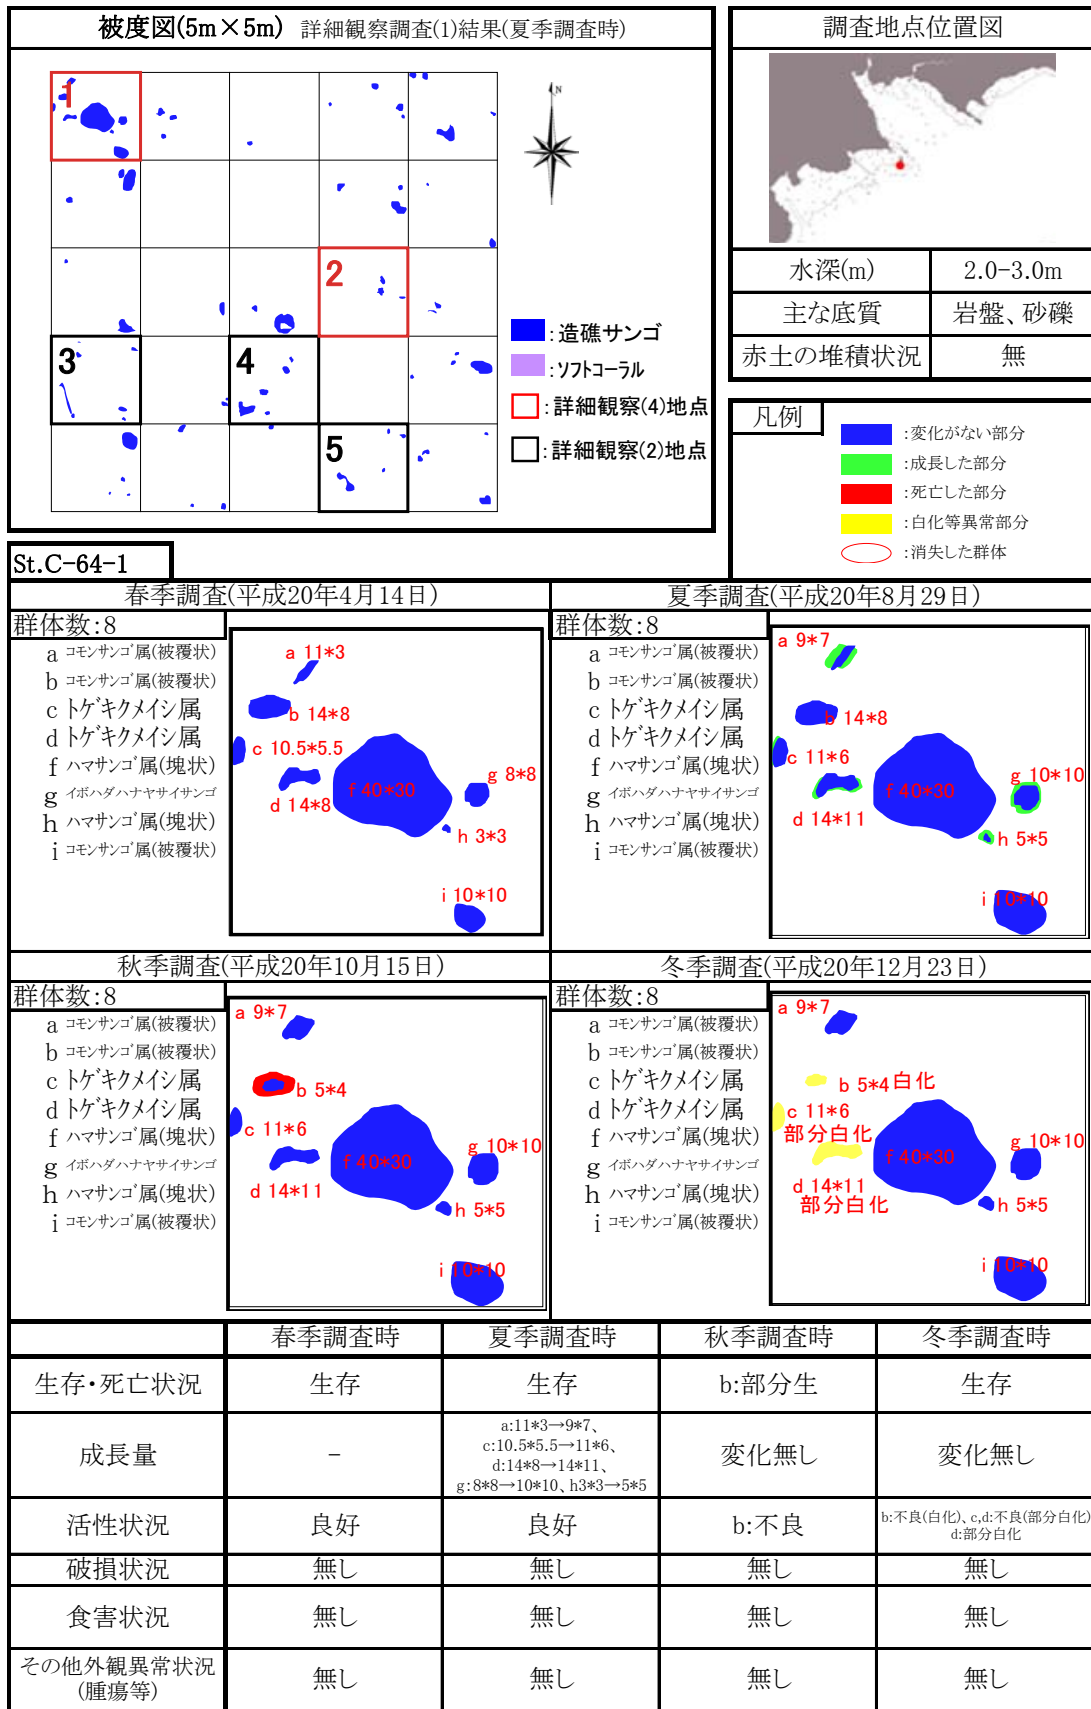 被度図(5m×5m) 詳細観察調査(1)結果(夏季調査時)
N
1
2
3
4
5
:造礁サンゴ
:ソフトコーラル
:詳細観察(4)地点
:詳細観察(2)地点
調査地点位置図
水深(m) 2.0-3.0m
主な底質 岩盤、砂礫
赤土の堆積状況 無
凡例
:変化がない部分
:成長した部分
:死亡した部分
:白化等異常部分
:消失した群体
St.C-64-1
春季調査(平成20年4月14日)
群体数:8
a コモンサンゴ属(被覆状)
b コモンサンゴ属(被覆状)
c トゲキクメイシ属
d トゲキクメイシ属
f ハマサンゴ属(塊状)
g イボハダハナヤサイサンゴ
h ハマサンゴ属(塊状)
i コモンサンゴ属(被覆状)
a 11*3
b 14*8
c 10.5*5.5
d 14*8
f 40*30
g 8*8
h 3*3
i 10*10
夏季調査(平成20年8月29日)
群体数:8
a コモンサンゴ属(被覆状)
b コモンサンゴ属(被覆状)
c トゲキクメイシ属
d トゲキクメイシ属
f ハマサンゴ属(塊状)
g イボハダハナヤサイサンゴ
h ハマサンゴ属(塊状)
i コモンサンゴ属(被覆状)
a 9*7
b 14*8
c 11*6
d 14*11
f 40*30
g 10*10
h 5*5
i 10*10
秋季調査(平成20年10月15日)
群体数:8
a コモンサンゴ属(被覆状)
b コモンサンゴ属(被覆状)
c トゲキクメイシ属
d トゲキクメイシ属
f ハマサンゴ属(塊状)
g イボハダハナヤサイサンゴ
h ハマサンゴ属(塊状)
i コモンサンゴ属(被覆状)
a 9*7
b 5*4
c 11*6
d 14*11
f 40*30
g 10*10
h 5*5
i 10*10
冬季調査(平成20年12月23日)
群体数:8
a コモンサンゴ属(被覆状)
b コモンサンゴ属(被覆状)
c トゲキクメイシ属
d トゲキクメイシ属
f ハマサンゴ属(塊状)
g イボハダハナヤサイサンゴ
h ハマサンゴ属(塊状)
i コモンサンゴ属(被覆状)
a 9*7
b 5*4白化
c 11*6
部分白化
d 14*11
部分白化
f 40*30
g 10*10
h 5*5
i 10*10
春季調査時 夏季調査時 秋季調査時 冬季調査時
生存・死亡状況 生存 生存 b:部分生 生存
成長量 - a:11*3→9*7、
c:10.5*5.5→11*6、
d:14*8→14*11、
g:8*8→10*10、h3*3→5*5
変化無し 変化無し
活性状況 良好 良好 b:不良 b:不良(白化)、c,d:不良(部分白化)
d:部分白化
破損状況 無し 無し 無し 無し
食害状況 無し 無し 無し 無し
その他外観異常状況
(腫瘍等) 無し 無し 無し 無し